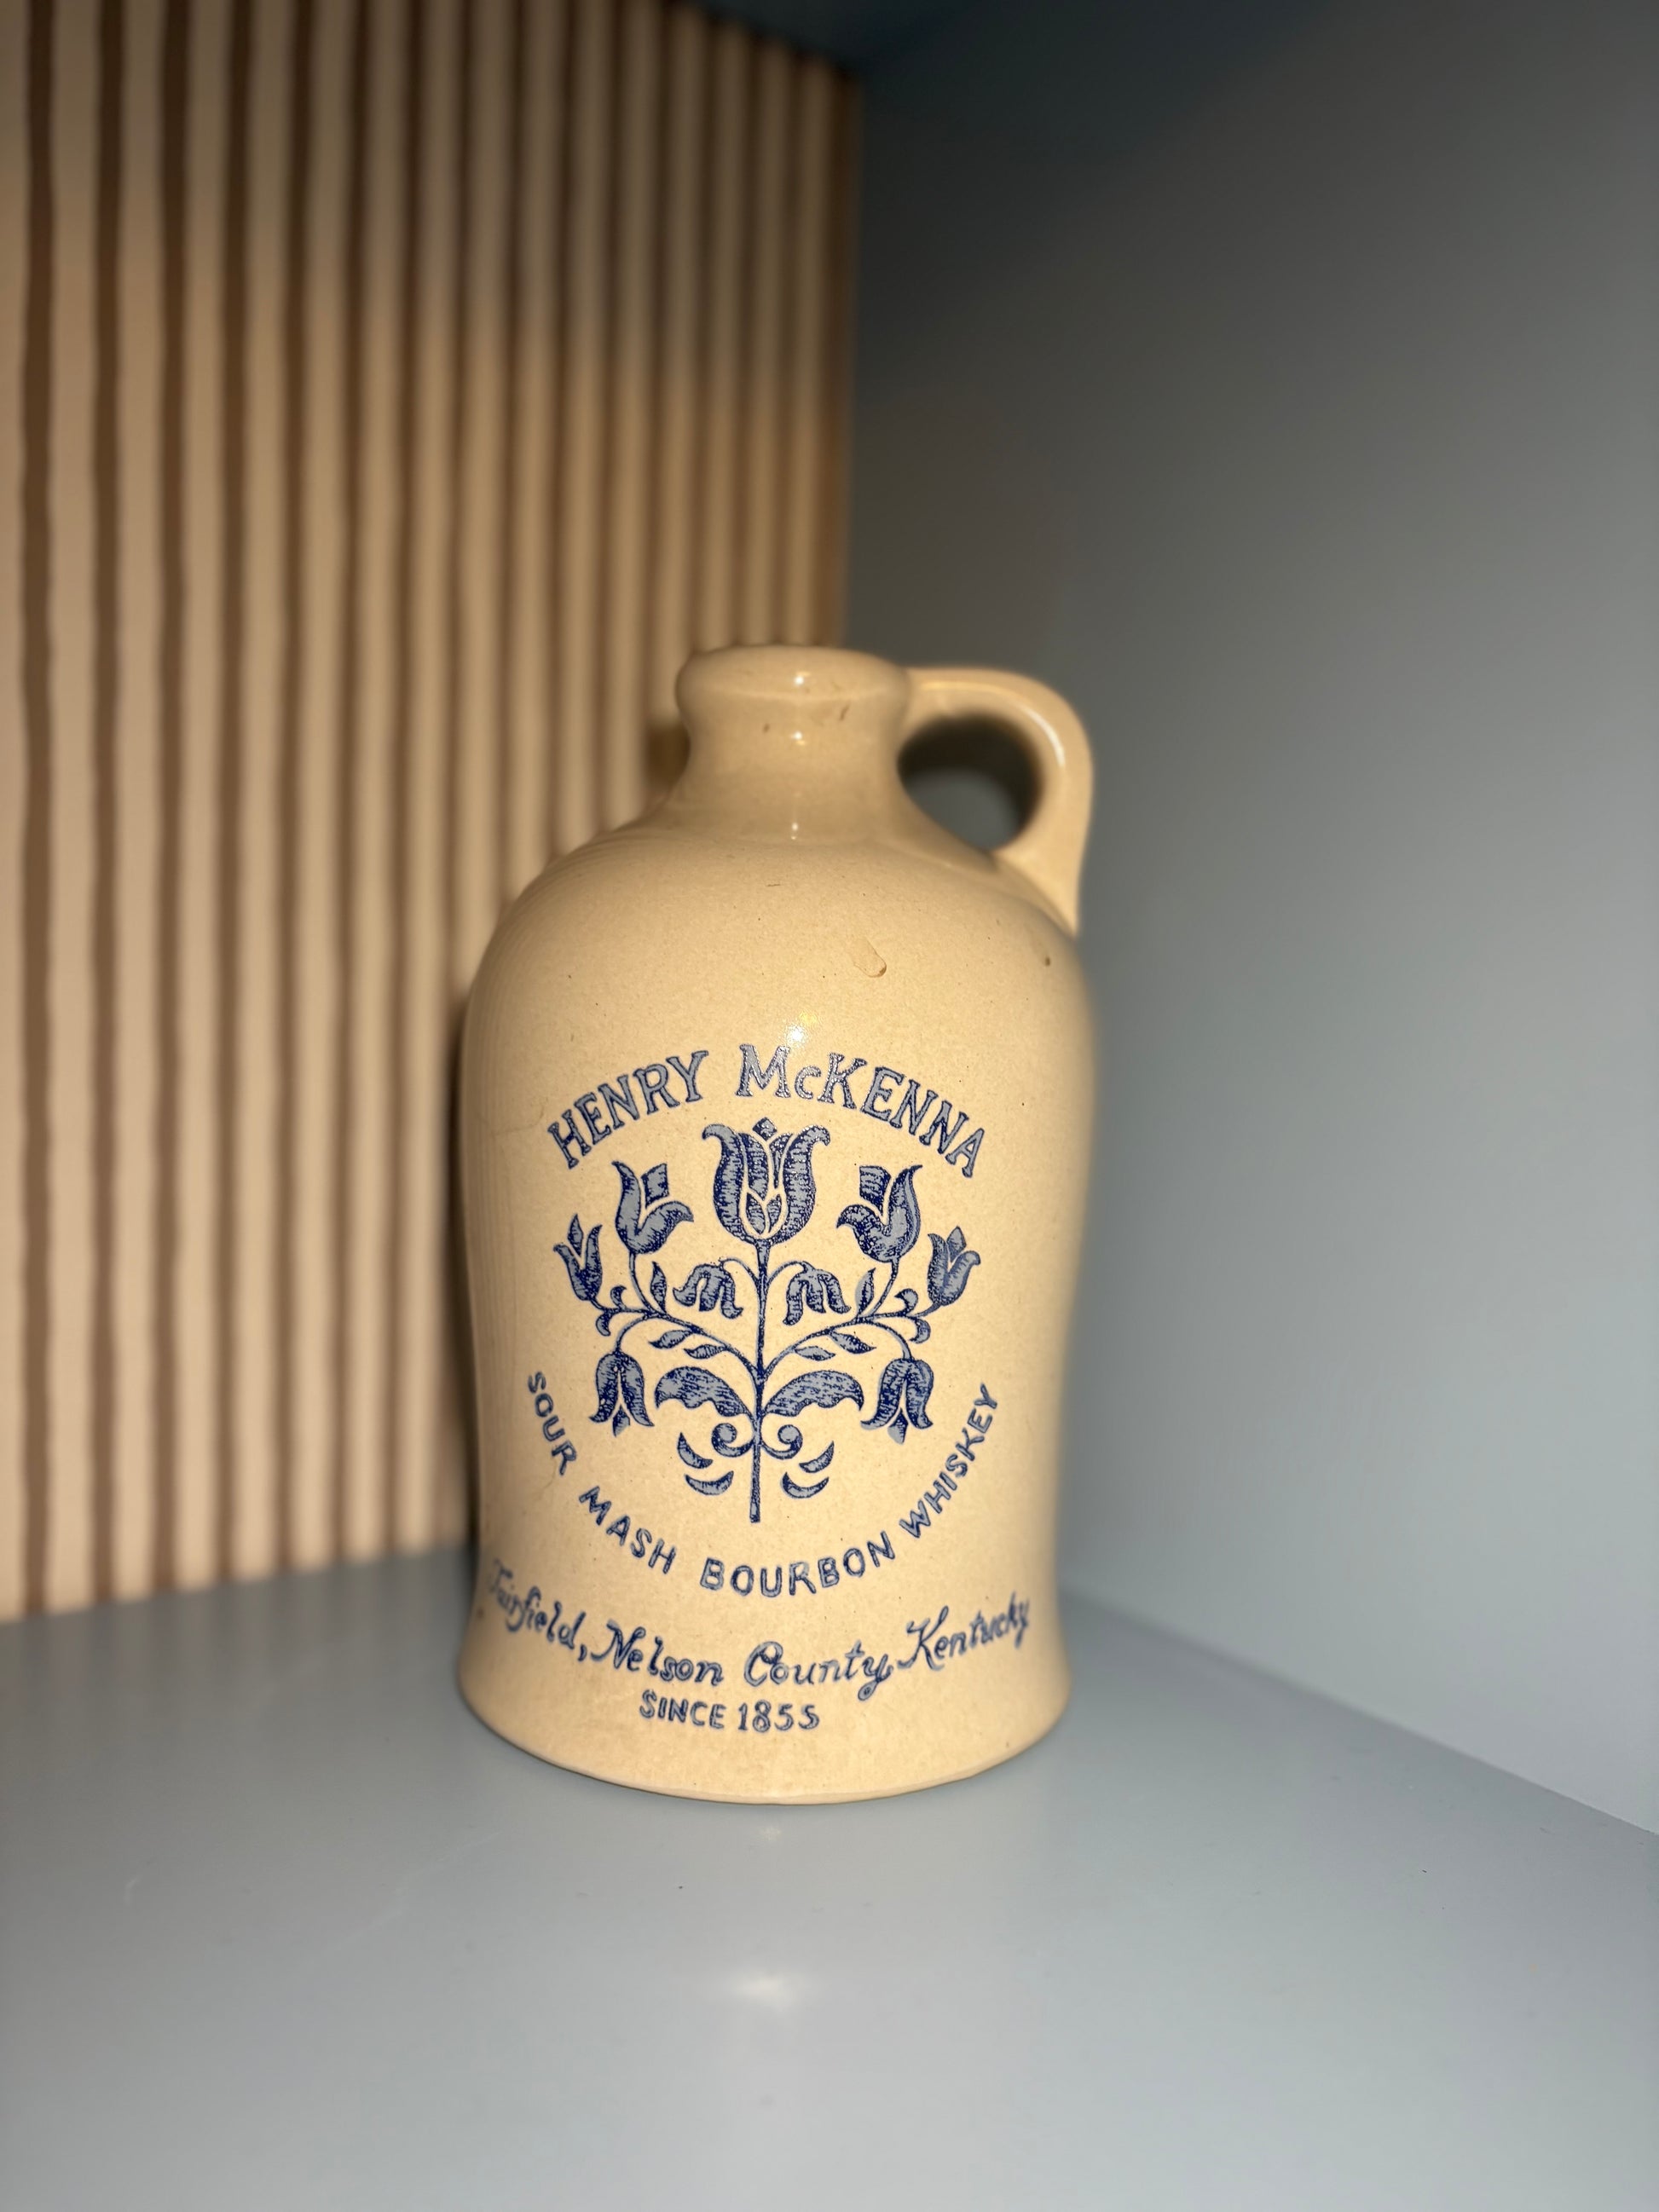 HENRY McKENNA
SOUR MASH BOURBON WHISKEY
Fairfield, Nelson County, Kentucky
SINCE 1855